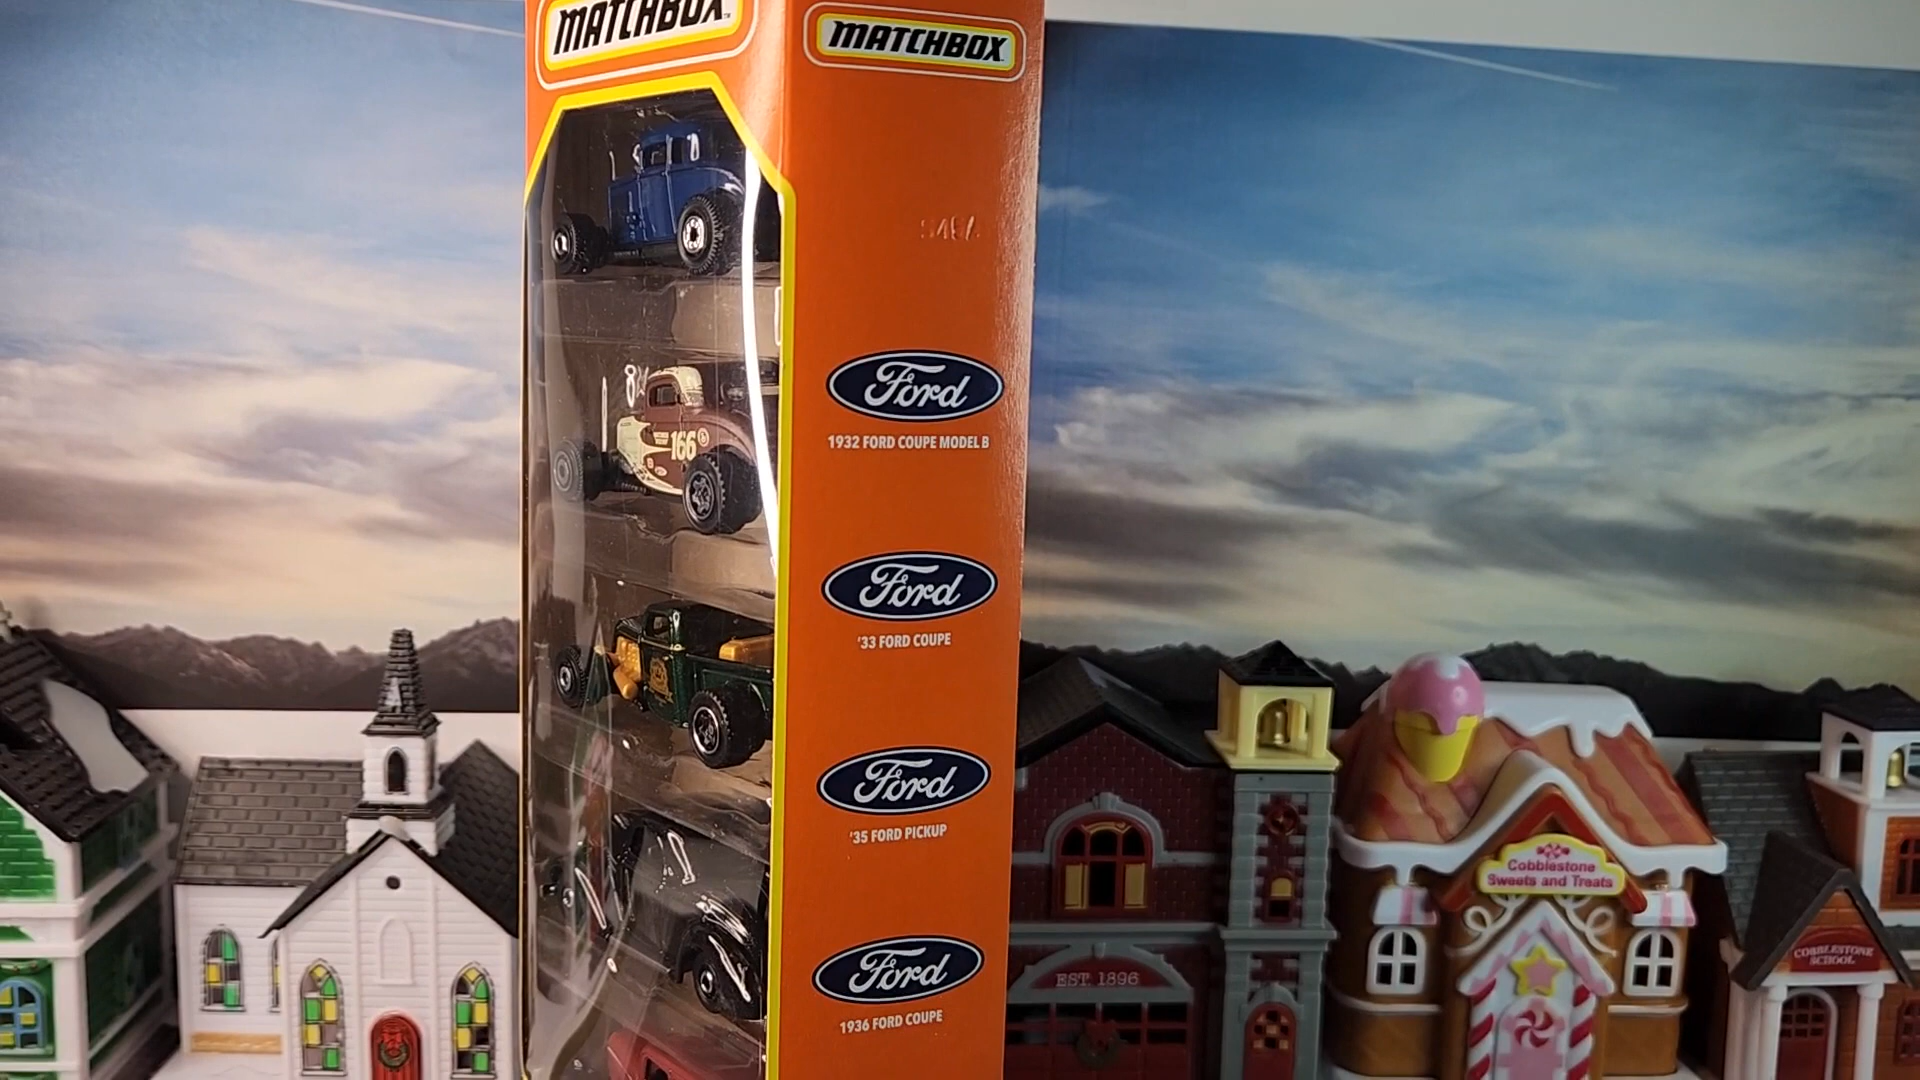 MATCHBOX
MATCHBOX
166
Ford
1932 FORD COUPE MODEL B
Ford
'33 FORD COUPE
Ford
'35 FORD PICKUP
Ford
1936 FORD COUPE
EST. 1896
Cobblestone
Sweets and Treats
COBBLESTONE
SCHOOL